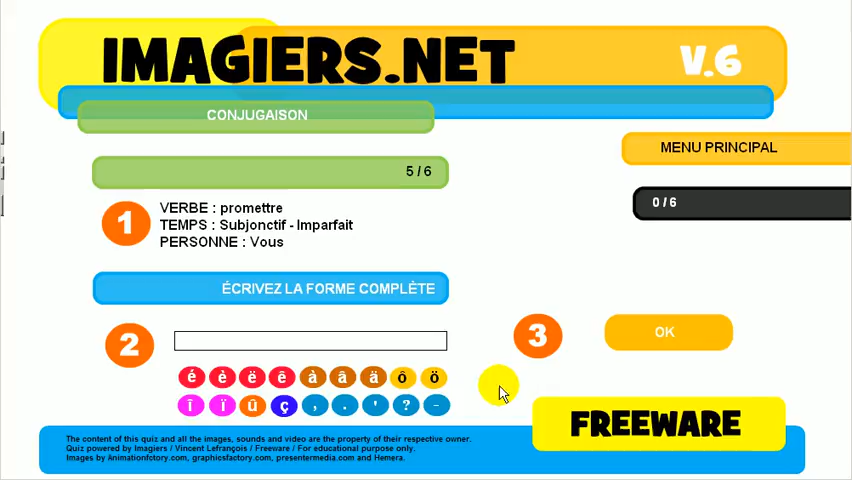 IMAGIERS.NET
V.6
CONJUGAISON
MENU PRINCIPAL
5 / 6
0 / 6
1
VERBE : promettre
TEMPS : Subjonctif - Imparfait
PERSONNE : Vous
ÉCRIVEZ LA FORME COMPLÈTE
2
3
OK
é è ë ê à â ä ô ö
î ï û ç , . ' ? -
FREEWARE
The content of this quiz and all the images, sounds and video are the property of their respective owner.
Quiz powered by Imagiers / Vincent Lefrançois / Freeware / For educational purpose only.
Images by Animationfctory.com, graphicsfactory.com, presentermedia.com and Hemera.